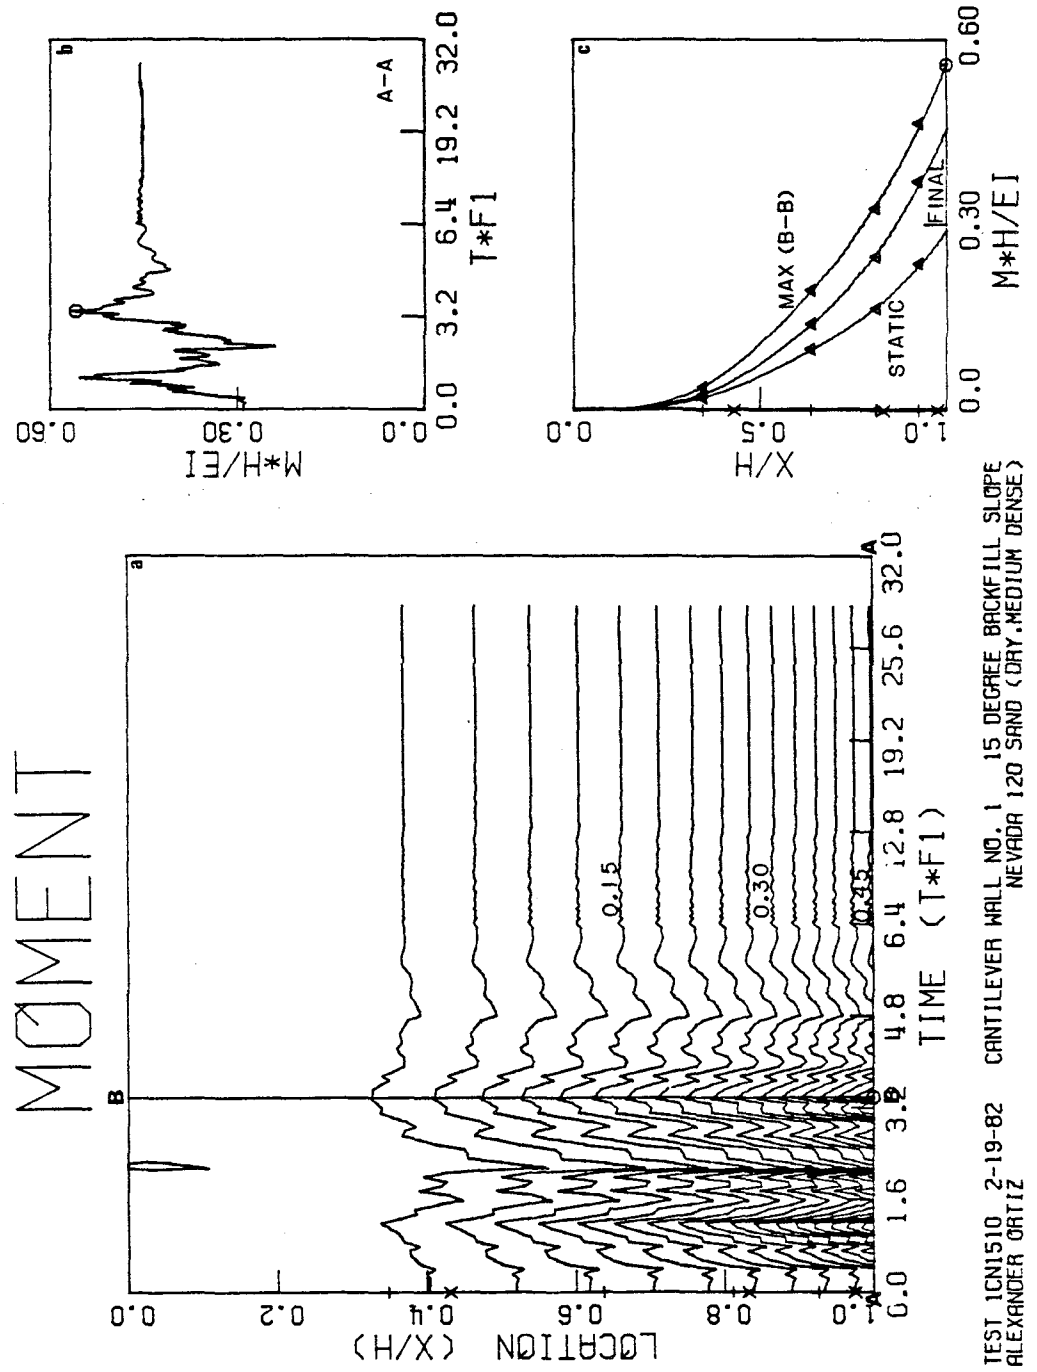 MOMENT
a
B
B
A
A
0.0
0.2
0.4
0.6
0.8
LOCATION (X/H)
0.15
0.30
0.45
0.0
1.6
3.2
4.8
6.4
12.8
19.2
25.6
32.0
TIME (T*F1)
b
0.60
0.30
0.0
M*H/EI
A-A
0.0
3.2
6.4
19.2
32.0
T*F1
c
0.0
0.5
1.0
X/H
MAX (B-B)
STATIC
FINAL
0.0
0.30
0.60
M*H/EI
TEST 1CN1510 2-19-82 CANTILEVER WALL NO. 1 15 DEGREE BACKFILL SLOPE
ALEXANDER ORTIZ NEVADA 120 SAND (DRY,MEDIUM DENSE)